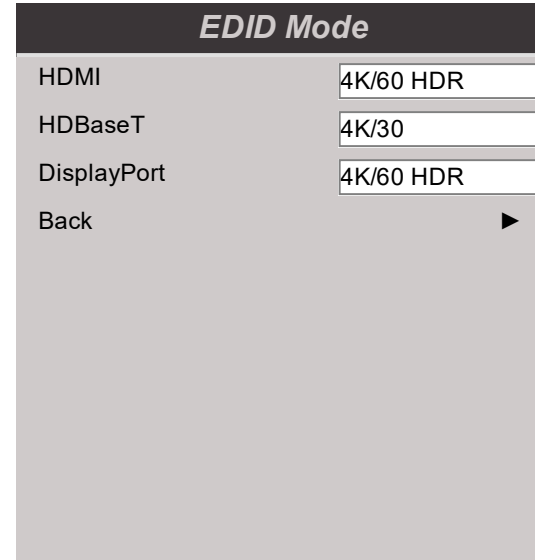 EDID Mode
HDMI 4K/60 HDR
HDBaseT 4K/30
DisplayPort 4K/60 HDR
Back ►